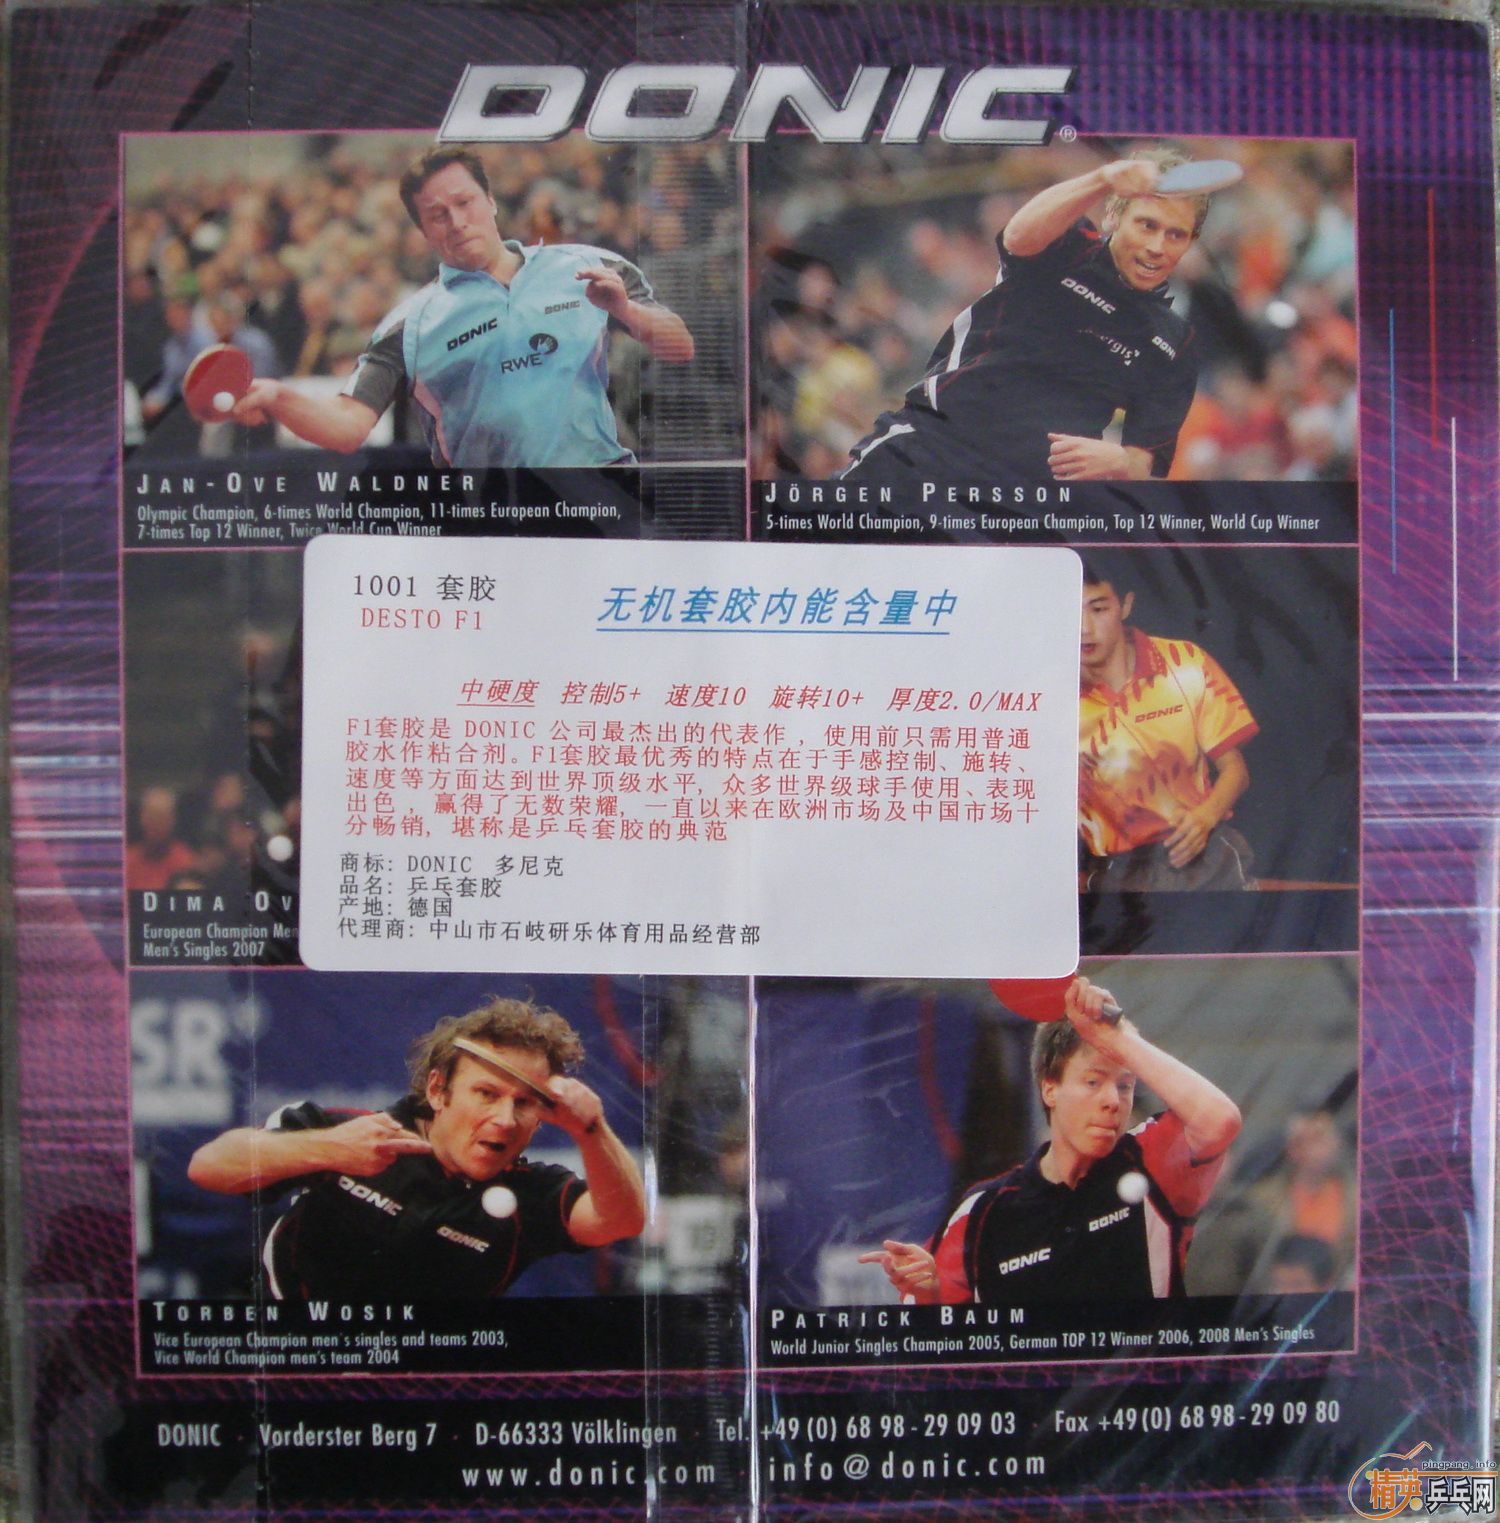 DONIC®
DONIC
DONIC
RWE
DONIC
JAN-OVE WALDNER
Olympic Champion, 6-times World Champion, 11-times European Champion,
7-times Top 12 Winner, Twice World Cup Winner
JÖRGEN PERSSON
5-times World Champion, 9-times European Champion, Top 12 Winner, World Cup Winner
1001 套胶
DESTO F1
无机套胶内能含量中
中硬度 控制5+ 速度10 旋转10+ 厚度2.0/MAX
F1套胶是 DONIC 公司最杰出的代表作，使用前只需用普通
胶水作粘合剂。F1套胶最优秀的特点在于手感控制、旋转、
速度等方面达到世界顶级水平，众多世界级球手使用、表现
出色，赢得了无数荣耀，一直以来在欧洲市场及中国市场十
分畅销，堪称是乒乓套胶的典范
商标：DONIC 多尼克
品名：乒乓套胶
产地：德国
代理商：中山市石岐研乐体育用品经营部
DONIC
DIMA OV
European Champion Men
Men's Singles 2007
SR
DONIC
DONIC
TORBEN WOSIK
Vice European Champion men's singles and teams 2003,
Vice World Champion men's team 2004
DONIC
DONIC
PATRICK BAUM
World Junior Singles Champion 2005, German TOP 12 Winner 2006, 2008 Men's Singles
DONIC · Vorderster Berg 7 · D-66333 Völklingen · Tel. +49 (0) 68 98 - 29 09 03 · Fax +49 (0) 68 98 - 29 09 80
www.donic.com info@donic.com
pingpang.info
精英乒乓网